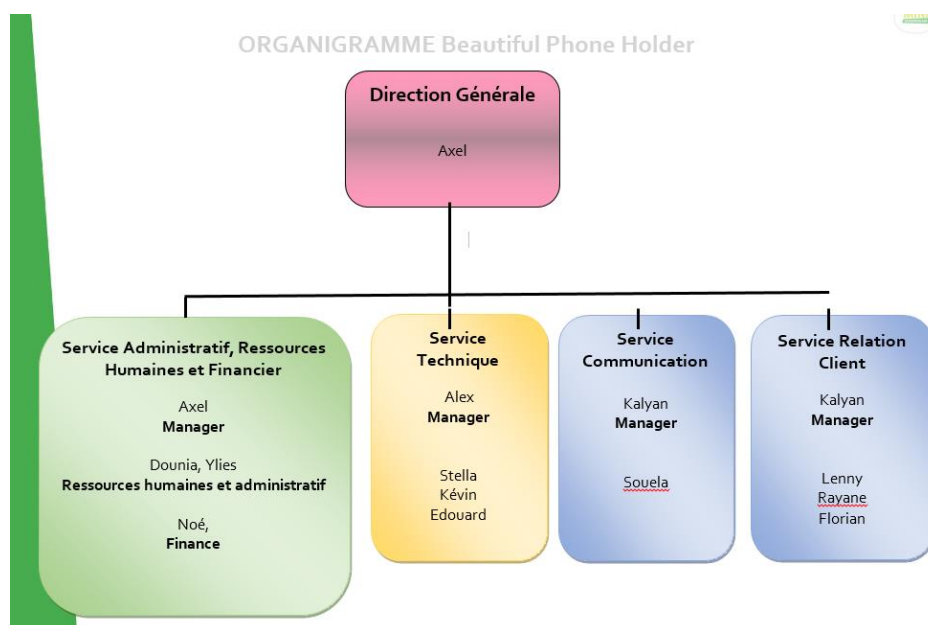 ORGANIGRAMME Beautiful Phone Holder
Direction Générale
Axel
Service Administratif, Ressources
Humaines et Financier
Axel
Manager
Dounia, Ylies
Ressources humaines et administratif
Noé,
Finance
Service
Technique
Alex
Manager
Stella
Kévin
Edouard
Service
Communication
Kalyan
Manager
Souela
Service Relation
Client
Kalyan
Manager
Lenny
Rayane
Florian